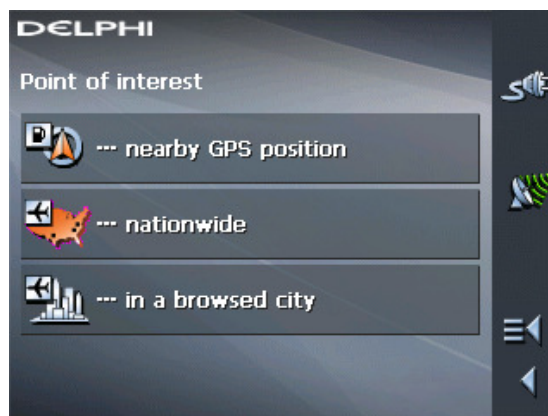 DELPHI
Point of interest
--- nearby GPS position
--- nationwide
--- in a browsed city